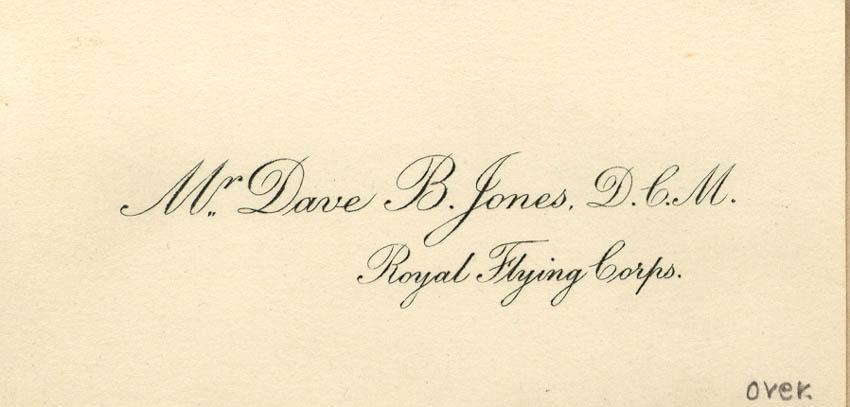 Mr. Dave B. Jones, D.C.M.
Royal Flying Corps.
over.